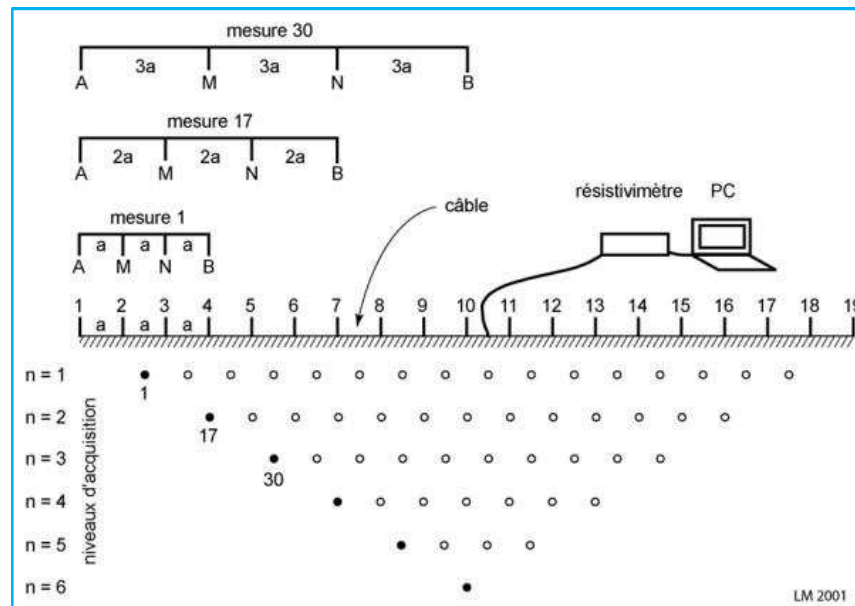 mesure 30
3a 3a 3a
A M N B
mesure 17
2a 2a 2a
A M N B
résistivimètre PC
câble
mesure 1
a a a
A M N B
1 2 3 4 5 6 7 8 9 10 11 12 13 14 15 16 17 18 19
a a a
n = 1
1
n = 2
17
n = 3
30
n = 4
n = 5
n = 6
niveaux d'acquisition
LM 2001